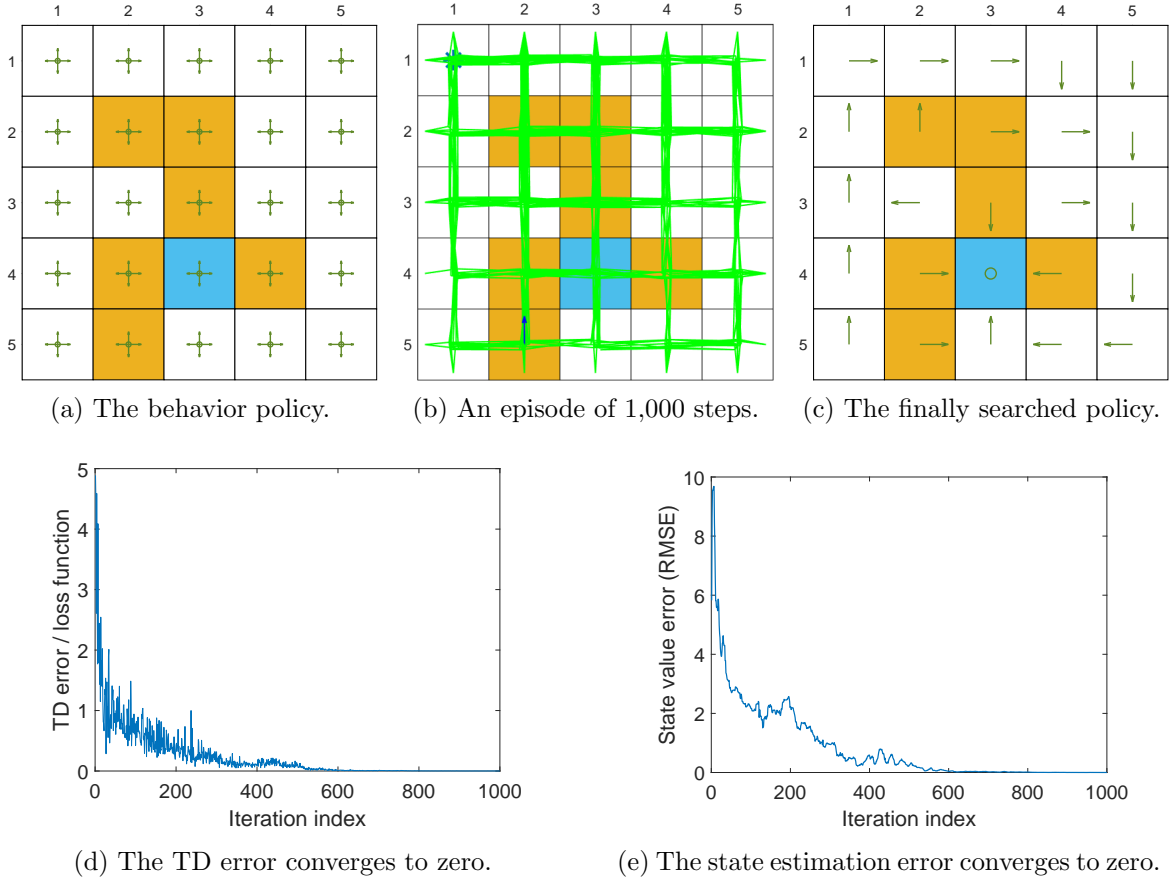 1 2 3 4 5
1
2
3
4
5
(a) The behavior policy.
1 2 3 4 5
1
2
3
4
5
(b) An episode of 1,000 steps.
1 2 3 4 5
1
2
3
4
5
(c) The finally searched policy.
TD error / loss function
5
4
3
2
1
0
0 200 400 600 800 1000
Iteration index
(d) The TD error converges to zero.
State value error (RMSE)
10
8
6
4
2
0
0 200 400 600 800 1000
Iteration index
(e) The state estimation error converges to zero.